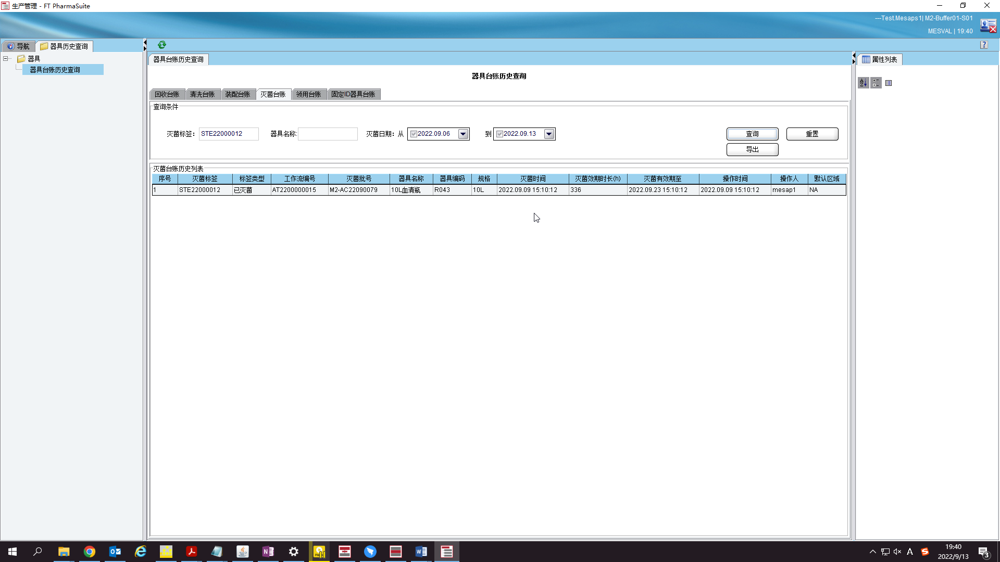 生产管理 - FT PharmaSuite
---Test.Mesaps1| M2-Buffer01-S01
MESVAL | 19:40
导航
器具历史查询
器具
器具台账历史查询
器具台账历史查询
属性列表
器具台账历史查询
回收台账 清洗台账 装配台账 灭菌台账 领用台账 固定ID器具台账
查询条件
灭菌标签: STE22000012 器具名称: 灭菌日期: 从 2022.09.06 到 2022.09.13 查询 重置
导出
灭菌台账历史列表
序号 灭菌标签 标签类型 工作流编号 灭菌批号 器具名称 器具编码 规格 灭菌时间 灭菌效期时长(h) 灭菌有效期至 操作时间 操作人 默认区域
1 STE22000012 已灭菌 AT2200000015 M2-AC22090079 10L血清瓶 R043 10L 2022.09.09 15:10:12 336 2022.09.23 15:10:12 2022.09.09 15:10:12 mesap1 NA
19:40
2022/9/13
3